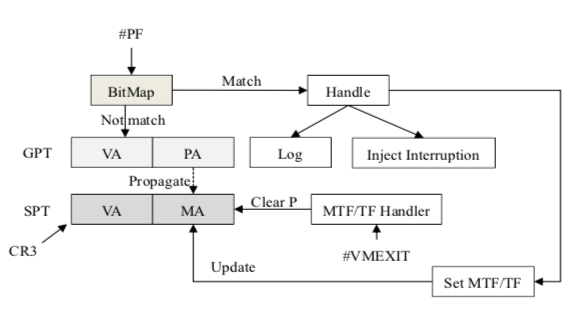 #PF
BitMap
Match
Handle
Not match
GPT
VA
PA
Log
Inject Interruption
Propagate
SPT
VA
MA
Clear P
MTF/TF Handler
CR3
#VMEXIT
Update
Set MTF/TF